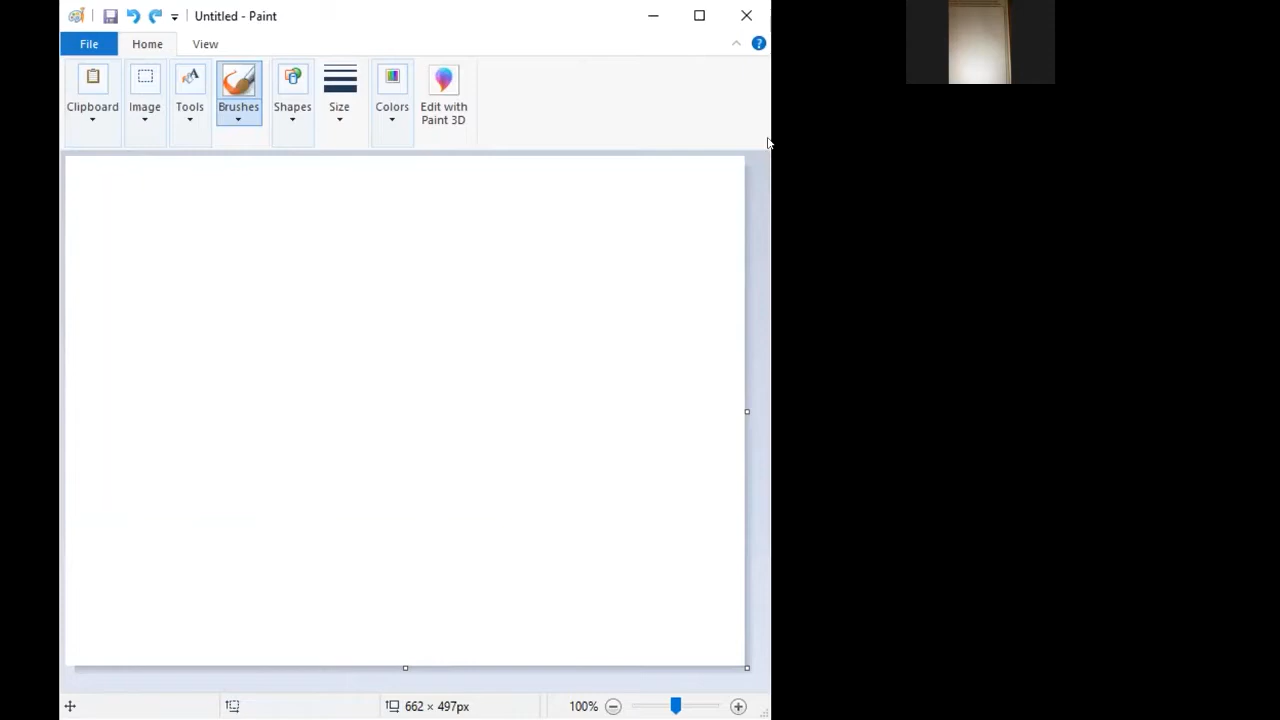 Untitled - Paint
File Home View
Clipboard Image Tools Brushes Shapes Size Colors Edit with
Paint 3D
662 × 497px 100%